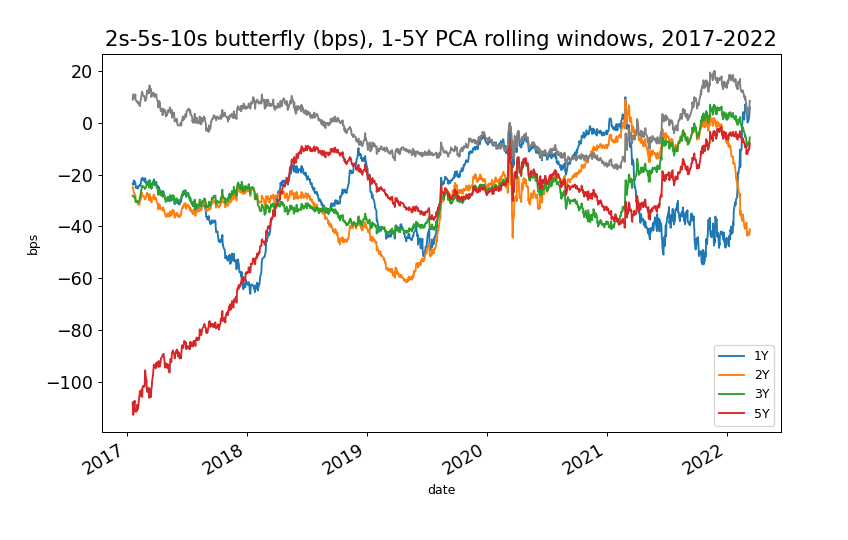 2s-5s-10s butterfly (bps), 1-5Y PCA rolling windows, 2017-2022
20
0
−20
−40
−60
−80
−100
bps
2017
2018
2019
2020
2021
2022
date
1Y
2Y
3Y
5Y